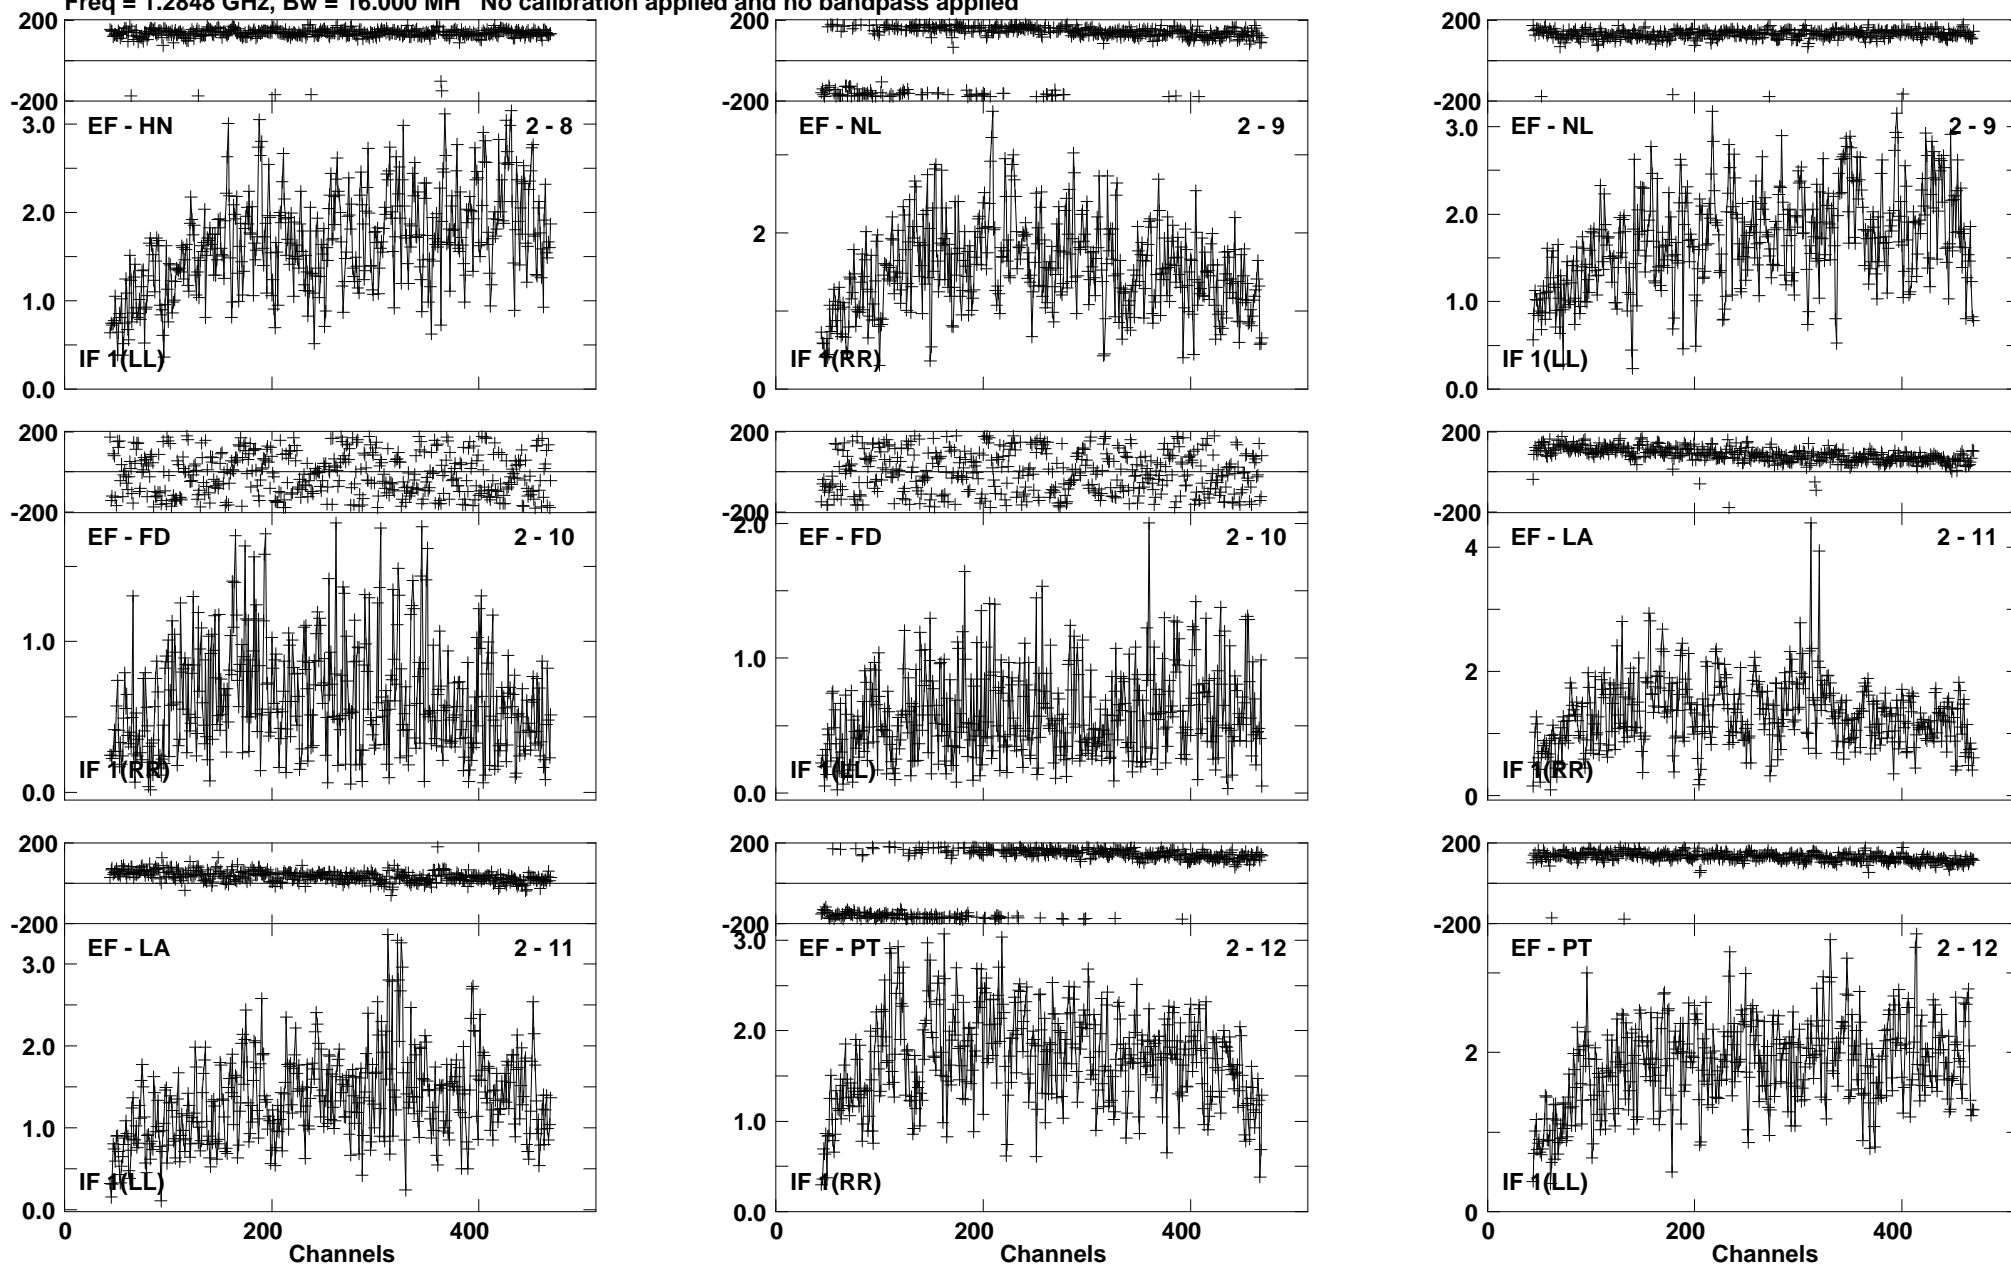 Freq = 1.2848 GHz, Bw = 16.000 MH No calibration applied and no bandpass applied
200 200 200
-200 -200 -200
EF - HN 2 - 8 EF - NL 2 - 9 EF - NL 2 - 9
3.0 3.0
2.0 2 2.0
1.0 1.0
IF 1(LL) IF 1(RR) IF 1(LL)
0.0 0 0.0
200 200 200
-200 -200 -200
2.0
EF - FD 2 - 10 EF - FD 2 - 10 EF - LA 2 - 11
4
1.0 1.0 2
IF 1(RR) IF 1(LL) IF 1(RR)
0.0 0.0 0
200 200 200
-200 -200 -200
EF - LA 2 - 11 EF - PT 2 - 12 EF - PT 2 - 12
3.0 3.0
2.0 2.0 2
1.0 1.0
IF 1(LL) IF 1(RR) IF 1(LL)
0.0 0.0 0
0 200 400 0 200 400 0 200 400
Channels Channels Channels